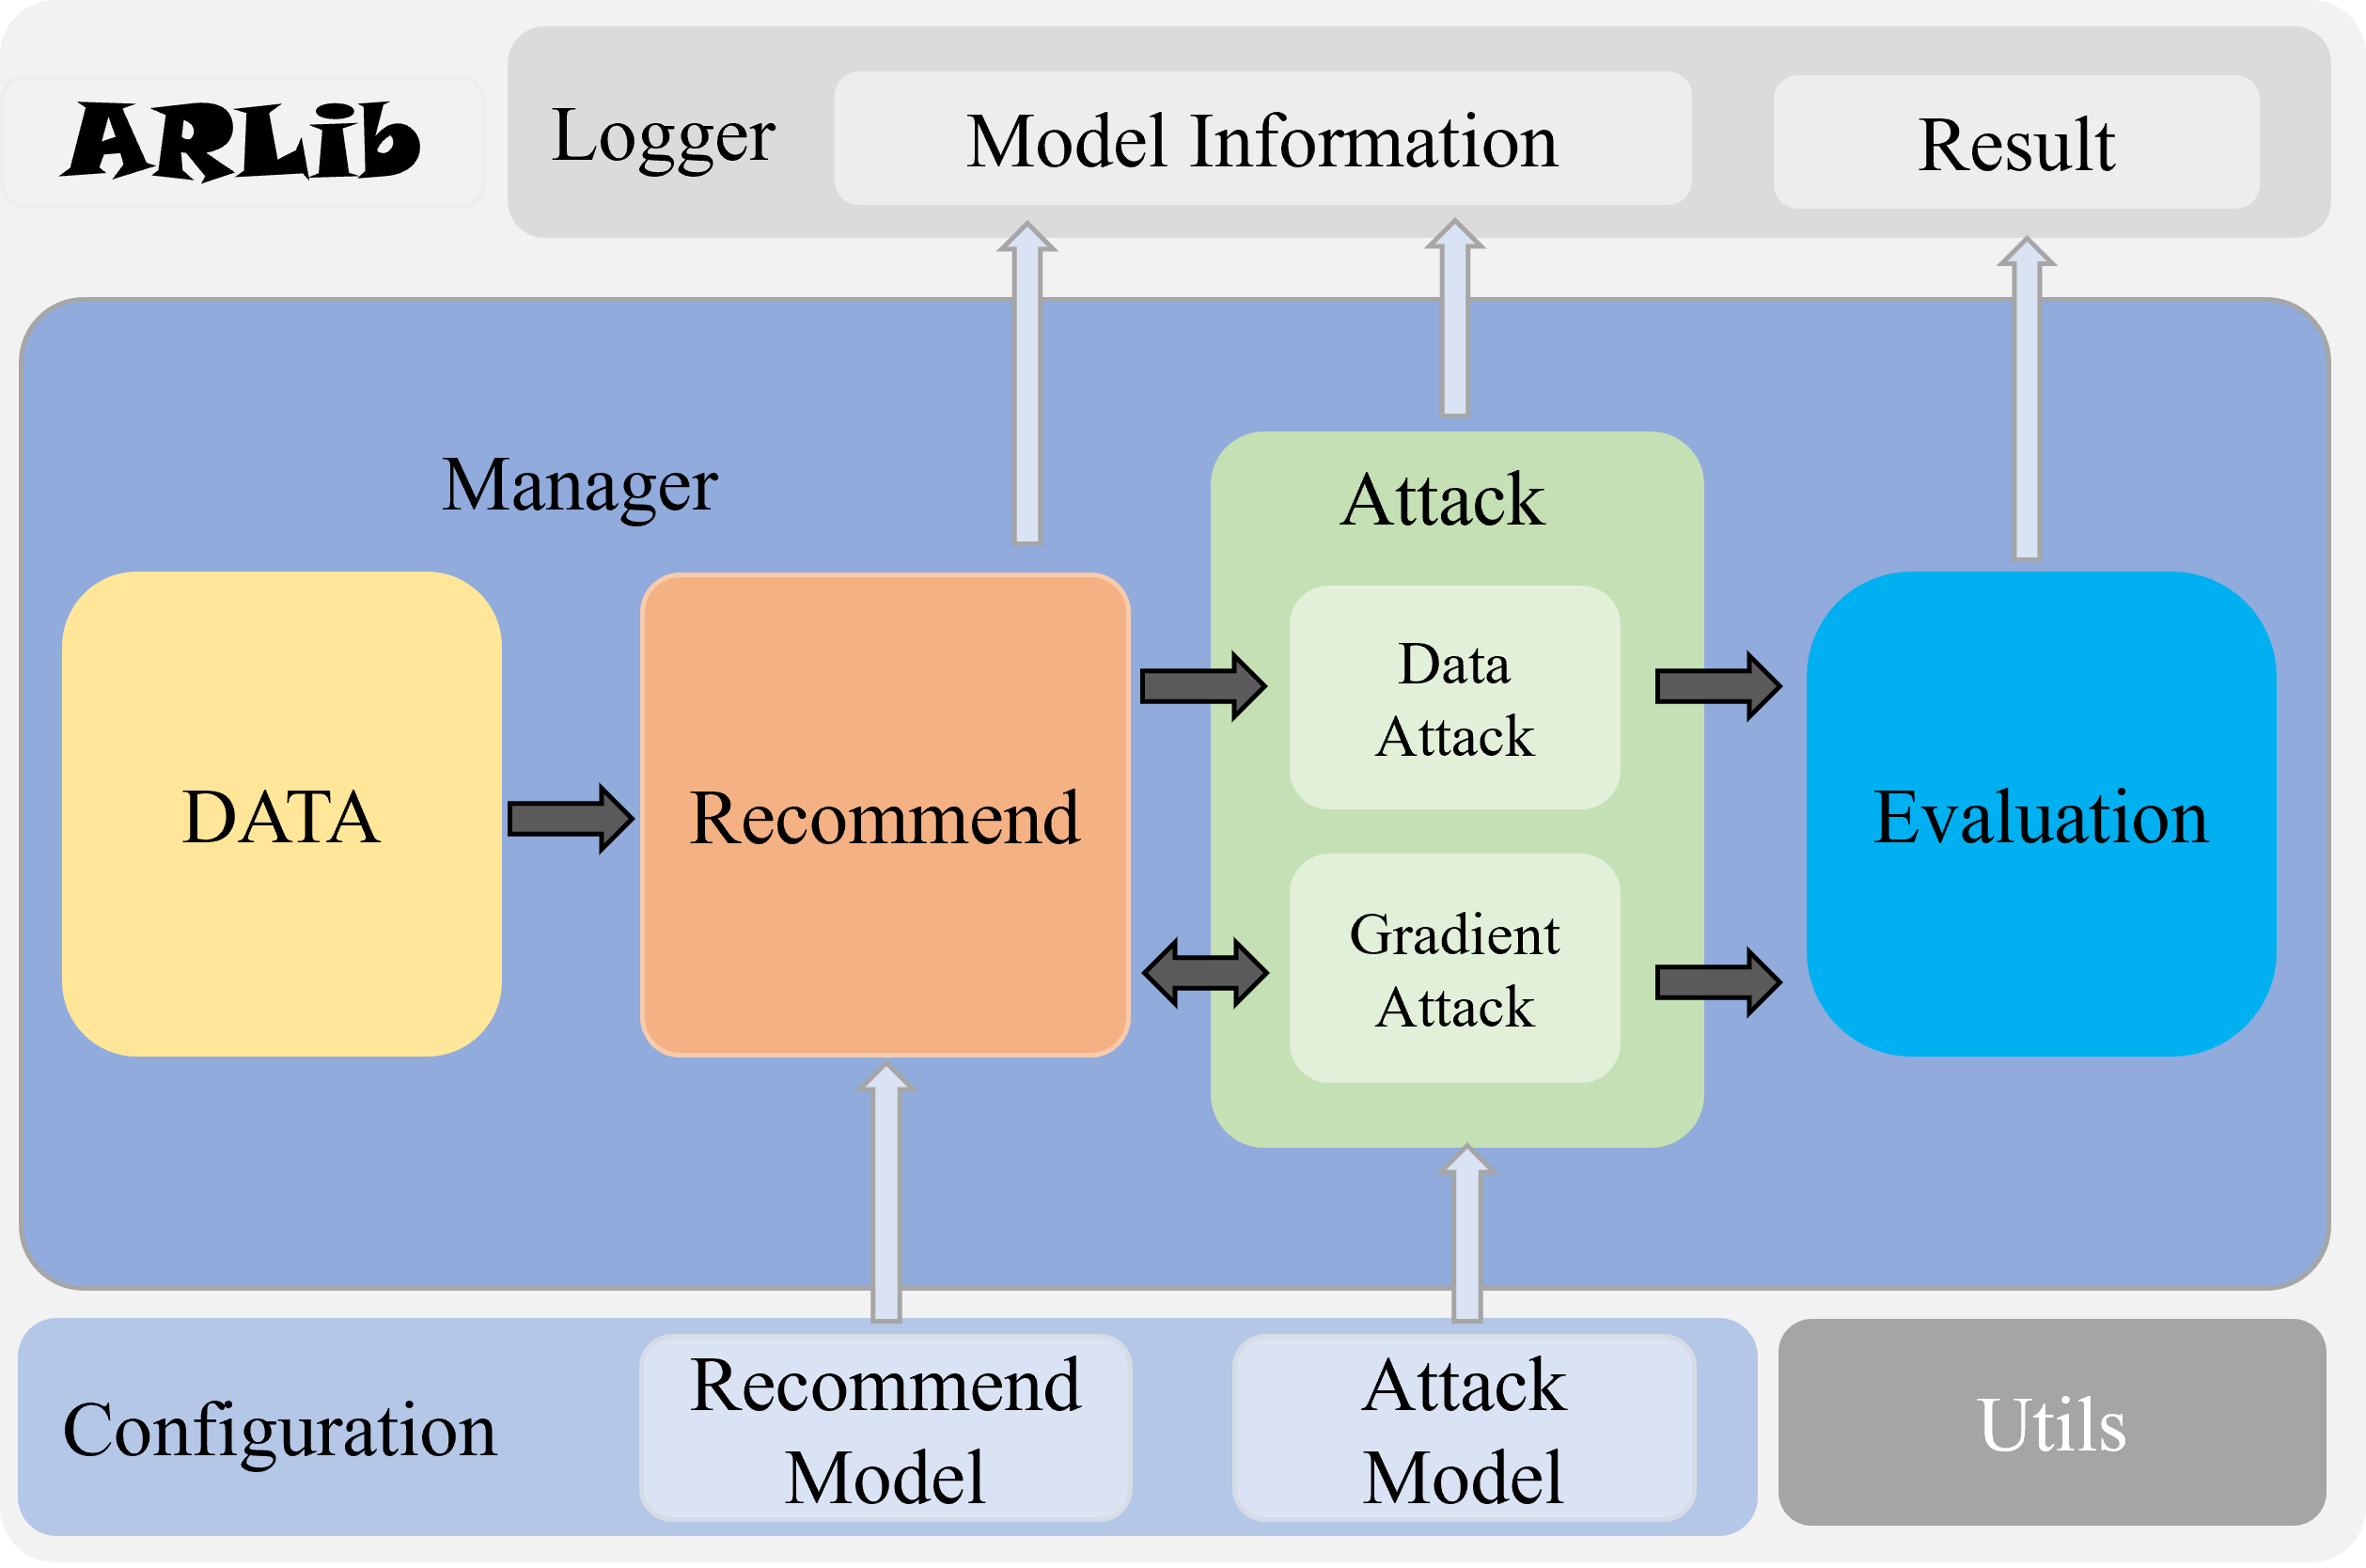 ARLib
Logger
Model Information
Result
Manager
Attack
DATA
Recommend
Data
Attack
Gradient
Attack
Evaluation
Configuration
Recommend
Model
Attack
Model
Utils